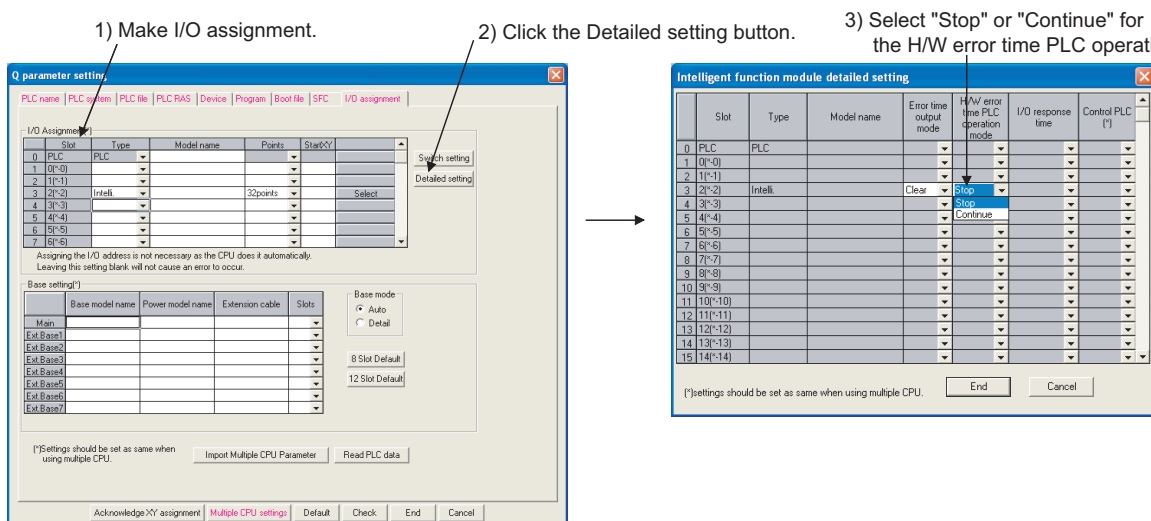 1) Make I/O assignment.
2) Click the Detailed setting button.
3) Select "Stop" or "Continue" for
the H/W error time PLC operati
Q parameter setting
PLC name PLC system PLC file PLC RAS Device Program Boot file SFC I/O assignment
I/O Assignment(*)
Slot Type Model name Points StartXY
0 PLC PLC
1 0(*-0)
2 1(*-1)
3 2(*-2) Intelli. 32points Select
4 3(*-3)
5 4(*-4)
6 5(*-5)
7 6(*-6)
Switch setting
Detailed setting
Assigning the I/O address is not necessary as the CPU does it automatically.
Leaving this setting blank will not cause an error to occur.
Base setting(*)
Base model name Power model name Extension cable Slots
Main
Ext.Base1
Ext.Base2
Ext.Base3
Ext.Base4
Ext.Base5
Ext.Base6
Ext.Base7
Base mode
Auto
Detail
8 Slot Default
12 Slot Default
(*)Settings should be set as same when
using multiple CPU.
Import Multiple CPU Parameter Read PLC data
Acknowledge XY assignment Multiple CPU settings Default Check End Cancel
Intelligent function module detailed setting
Slot Type Model name Error time output mode H/W error time PLC operation mode I/O response time Control PLC (*)
0 PLC PLC
1 0(*-0)
2 1(*-1)
3 2(*-2) Intelli. Clear Stop
4 3(*-3) Stop
5 4(*-4) Continue
6 5(*-5)
7 6(*-6)
8 7(*-7)
9 8(*-8)
10 9(*-9)
11 10(*-10)
12 11(*-11)
13 12(*-12)
14 13(*-13)
15 14(*-14)
(*)settings should be set as same when using multiple CPU.
End Cancel